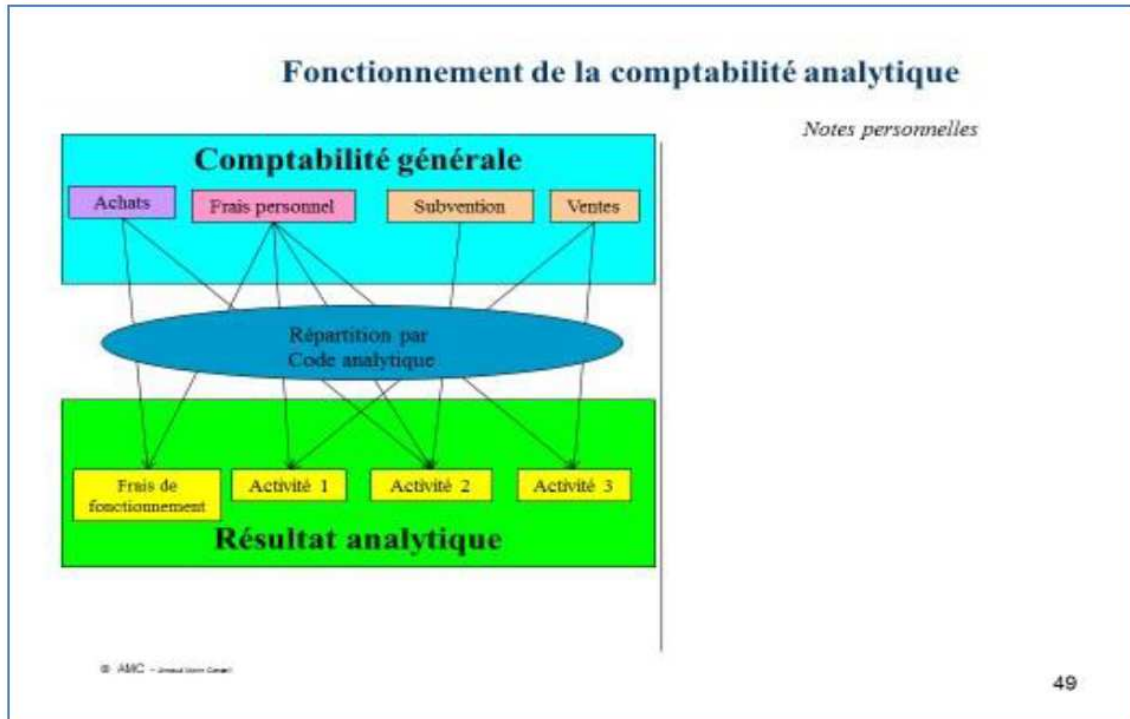 Fonctionnement de la comptabilité analytique
Notes personnelles
Comptabilité générale
Achats
Frais personnel
Subvention
Ventes
Répartition par
Code analytique
Frais de
fonctionnement
Activité 1
Activité 2
Activité 3
Résultat analytique
© AMC -
49